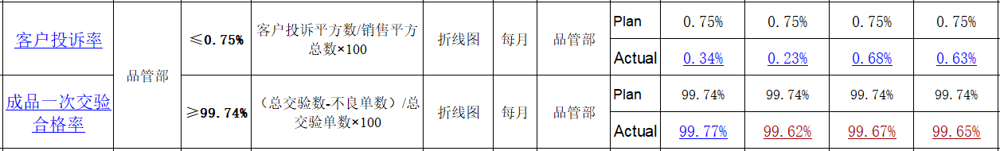 客户投诉率
品管部
≤0.75%
客户投诉平方数/销售平方
总数×100
折线图
每月
品管部
Plan 0.75% 0.75% 0.75% 0.75%
Actual 0.34% 0.23% 0.68% 0.63%
成品一次交验
合格率
≥99.74%
（总交验数-不良单数）/总
交验单数×100
折线图
每月
品管部
Plan 99.74% 99.74% 99.74% 99.74%
Actual 99.77% 99.62% 99.67% 99.65%